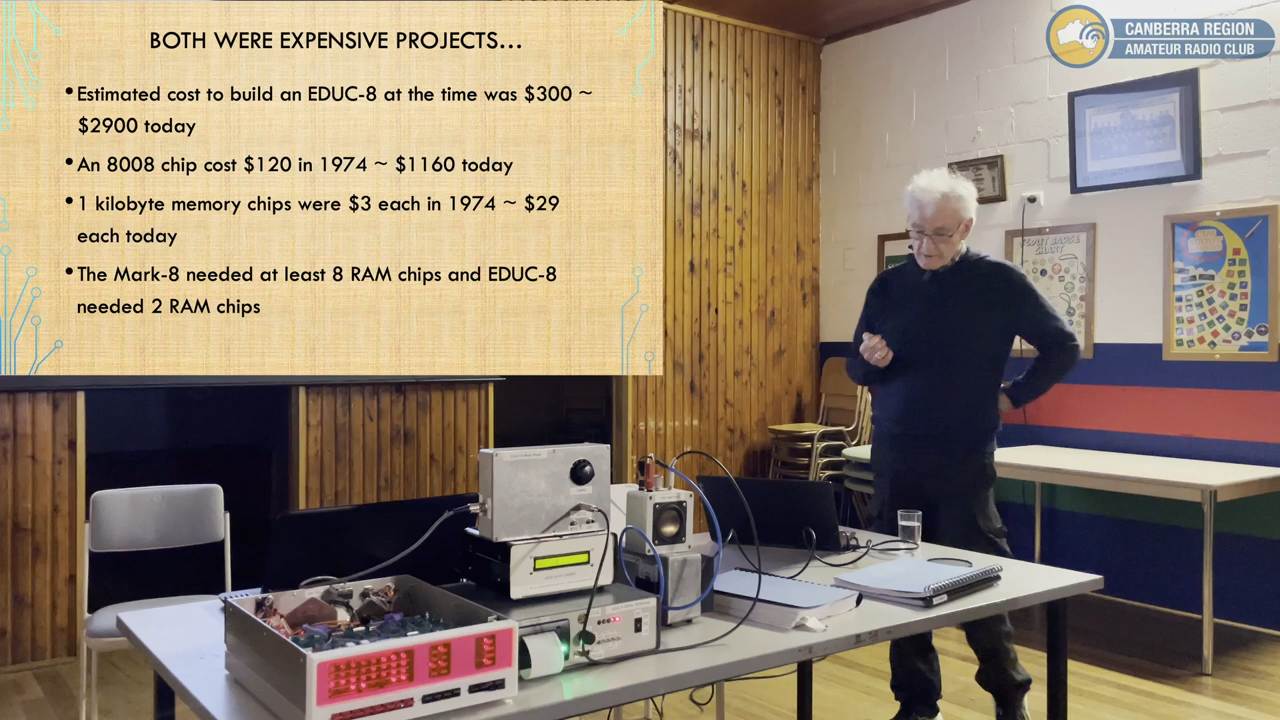 BOTH WERE EXPENSIVE PROJECTS...
•Estimated cost to build an EDUC-8 at the time was $300 ~
$2900 today
•An 8008 chip cost $120 in 1974 ~ $1160 today
•1 kilobyte memory chips were $3 each in 1974 ~ $29
each today
•The Mark-8 needed at least 8 RAM chips and EDUC-8
needed 2 RAM chips
CANBERRA REGION
AMATEUR RADIO CLUB
SCOUT BADGE
CHART